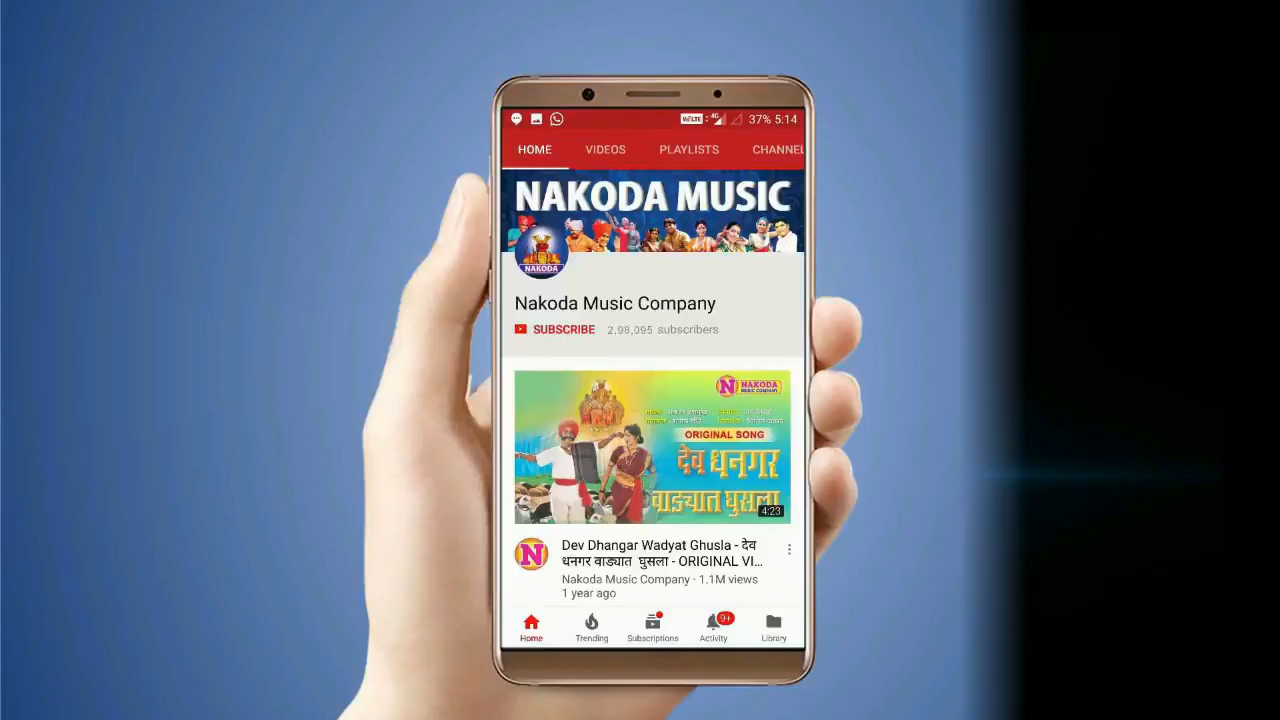 VoLTE 4G 37% 5:14
HOME VIDEOS PLAYLISTS CHANNEL
NAKODA MUSIC
NAKODA
Nakoda Music Company
SUBSCRIBE 2,98,095 subscribers
N NAKODA
MUSIC COMPANY
ORIGINAL SONG
देव धनगर
वाड्यात घुसला
4:23
N
Dev Dhangar Wadyat Ghusla - देव
धनगर वाड्यात घुसला - ORIGINAL VI...
Nakoda Music Company · 1.1M views
1 year ago
9+
Home Trending Subscriptions Activity Library